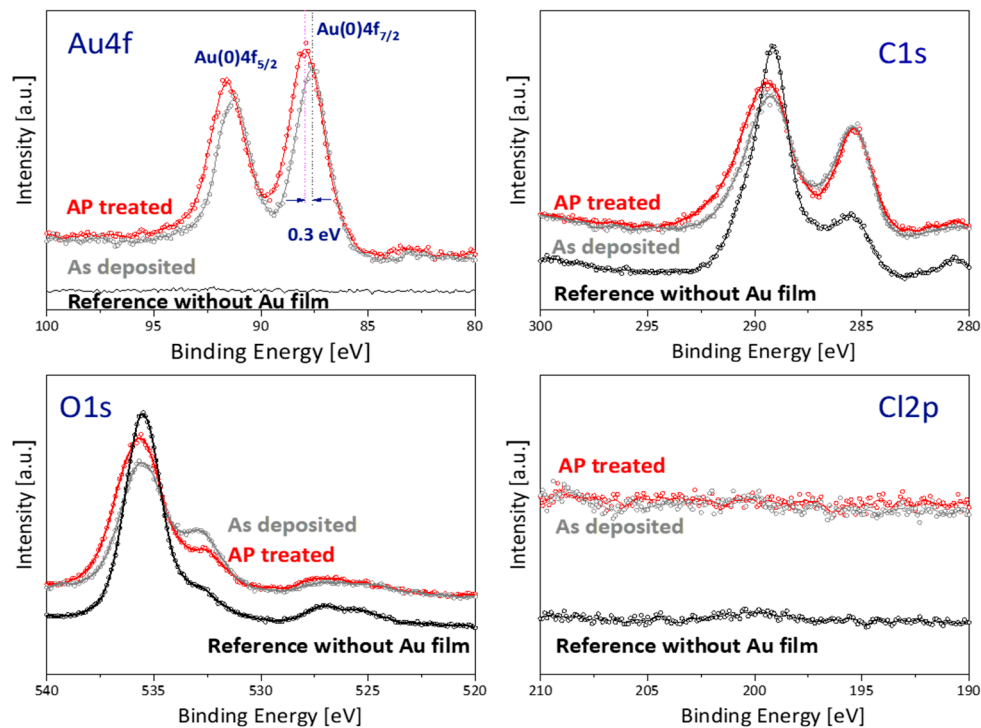 Au4f
Au(0)4f5/2
Au(0)4f7/2
AP treated
0.3 eV
As deposited
Reference without Au film
Intensity [a.u.]
100 95 90 85 80
Binding Energy [eV]
C1s
AP treated
As deposited
Reference without Au film
Intensity [a.u.]
300 295 290 285 280
Binding Energy [eV]
O1s
As deposited
AP treated
Reference without Au film
Intensity [a.u.]
540 535 530 525 520
Binding Energy [eV]
Cl2p
AP treated
As deposited
Reference without Au film
Intensity [a.u.]
210 205 200 195 190
Binding Energy [eV]